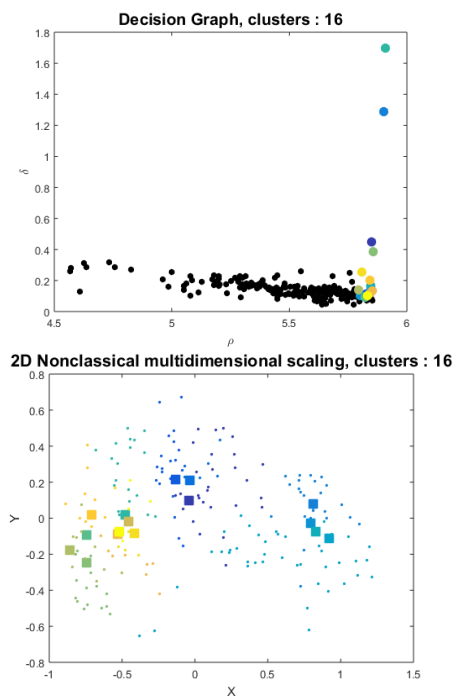 Decision Graph, clusters : 16
1.8
1.6
1.4
1.2
1
0.8
0.6
0.4
0.2
0
δ
4.5 5 5.5 6
ρ
2D Nonclassical multidimensional scaling, clusters : 16
0.8
0.6
0.4
0.2
0
-0.2
-0.4
-0.6
-0.8
Y
-1 -0.5 0 0.5 1 1.5
X